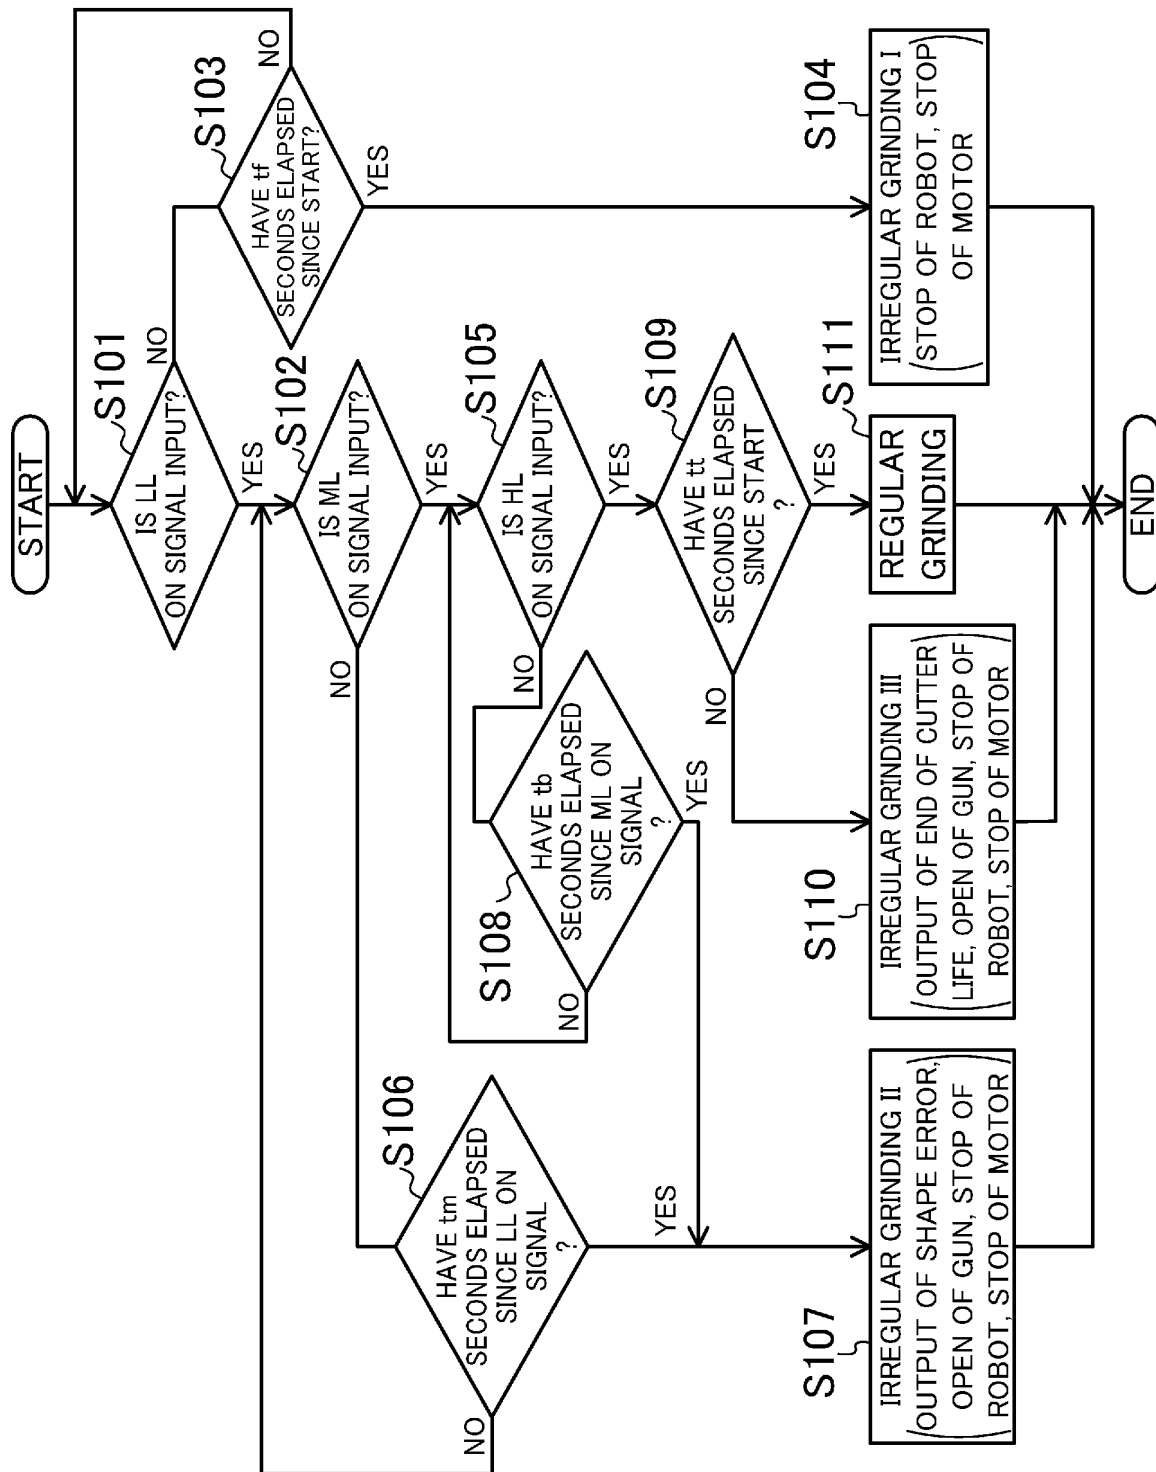 START
S101
IS LL
ON SIGNAL INPUT?
NO
YES
S103
HAVE tf
SECONDS ELAPSED
SINCE START?
NO
YES
S102
IS ML
ON SIGNAL INPUT?
NO
YES
S106
HAVE tm
SECONDS ELAPSED
SINCE LL ON
SIGNAL
?
NO
YES
S105
IS HL
ON SIGNAL INPUT?
NO
YES
S108
HAVE tb
SECONDS ELAPSED
SINCE ML ON
SIGNAL
?
NO
YES
S109
HAVE tt
SECONDS ELAPSED
SINCE START
?
NO
YES
S107
IRREGULAR GRINDING II
(OUTPUT OF SHAPE ERROR,
OPEN OF GUN, STOP OF
ROBOT, STOP OF MOTOR)
S110
IRREGULAR GRINDING III
(OUTPUT OF END OF CUTTER
LIFE, OPEN OF GUN, STOP OF
ROBOT, STOP OF MOTOR)
S111
REGULAR
GRINDING
S104
IRREGULAR GRINDING I
(STOP OF ROBOT, STOP
OF MOTOR)
END